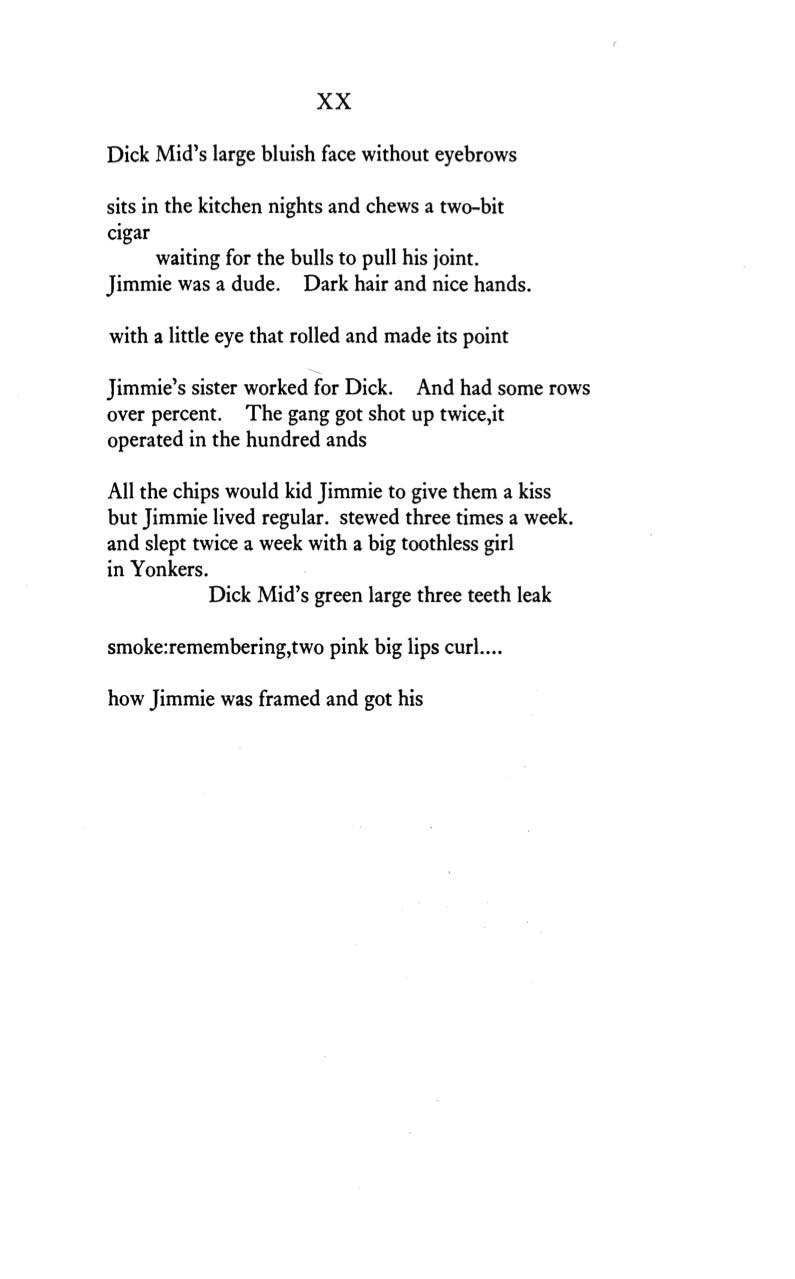 XX
Dick Mid's large bluish face without eyebrows
sits in the kitchen nights and chews a two-bit
cigar
waiting for the bulls to pull his joint.
Jimmie was a dude. Dark hair and nice hands.
with a little eye that rolled and made its point
Jimmie's sister worked for Dick. And had some rows
over percent. The gang got shot up twice,it
operated in the hundred ands
All the chips would kid Jimmie to give them a kiss
but Jimmie lived regular. stewed three times a week.
and slept twice a week with a big toothless girl
in Yonkers.
Dick Mid's green large three teeth leak
smoke:remembering,two pink big lips curl....
how Jimmie was framed and got his